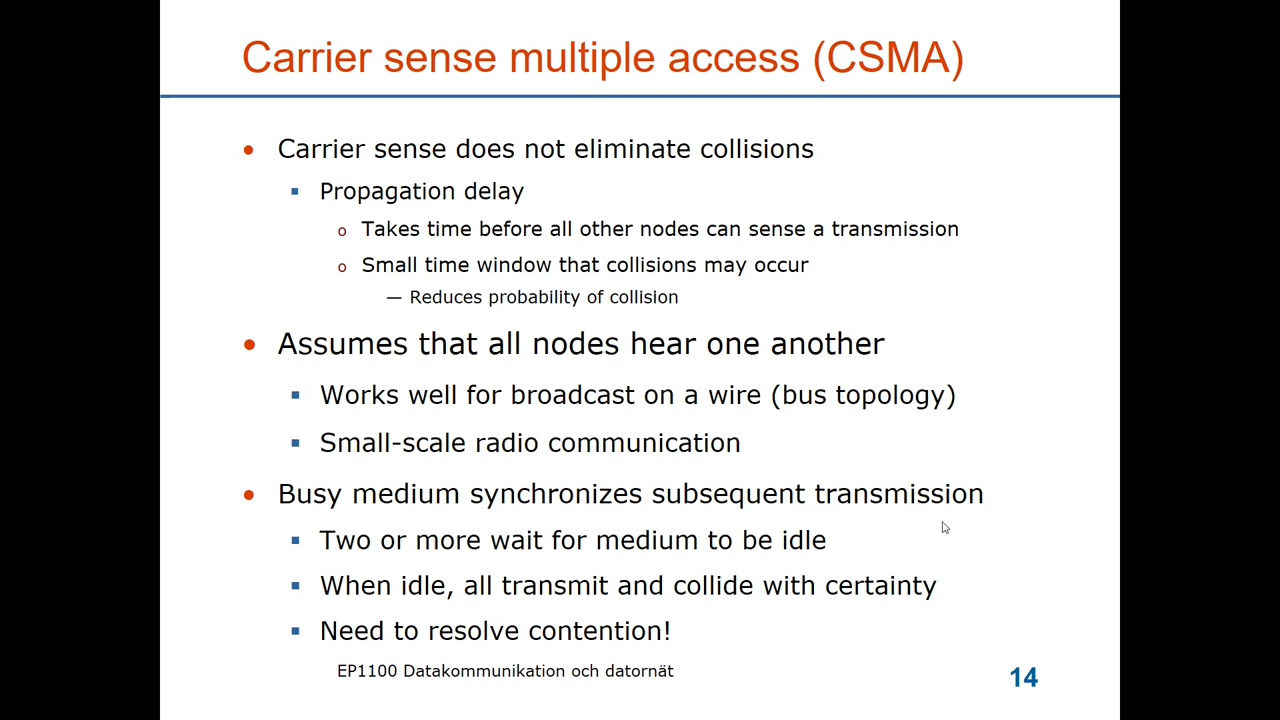 Carrier sense multiple access (CSMA)
• Carrier sense does not eliminate collisions
▪ Propagation delay
o Takes time before all other nodes can sense a transmission
o Small time window that collisions may occur
— Reduces probability of collision
• Assumes that all nodes hear one another
▪ Works well for broadcast on a wire (bus topology)
▪ Small-scale radio communication
• Busy medium synchronizes subsequent transmission
▪ Two or more wait for medium to be idle
▪ When idle, all transmit and collide with certainty
▪ Need to resolve contention!
EP1100 Datakommunikation och datornät
14